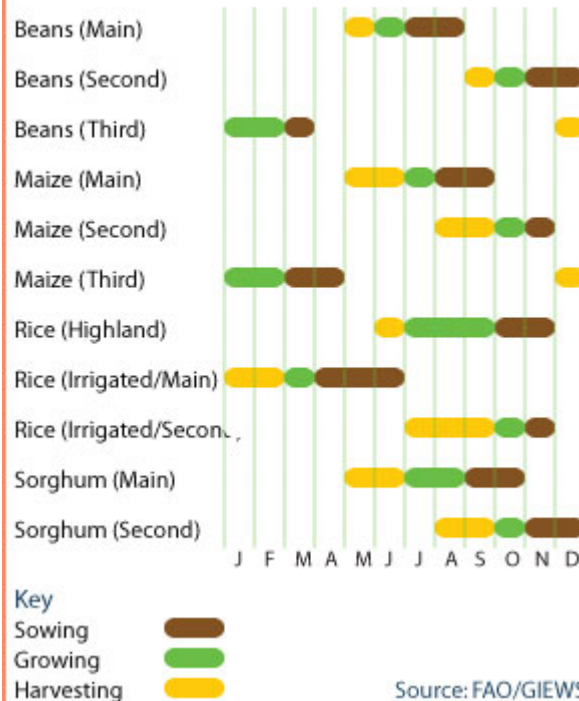 Beans (Main)
Beans (Second)
Beans (Third)
Maize (Main)
Maize (Second)
Maize (Third)
Rice (Highland)
Rice (Irrigated/Main)
Rice (Irrigated/Secon
Sorghum (Main)
Sorghum (Second)
J F M A M J J A S O N D
Key
Sowing
Growing
Harvesting
Source: FAO/GIEWS